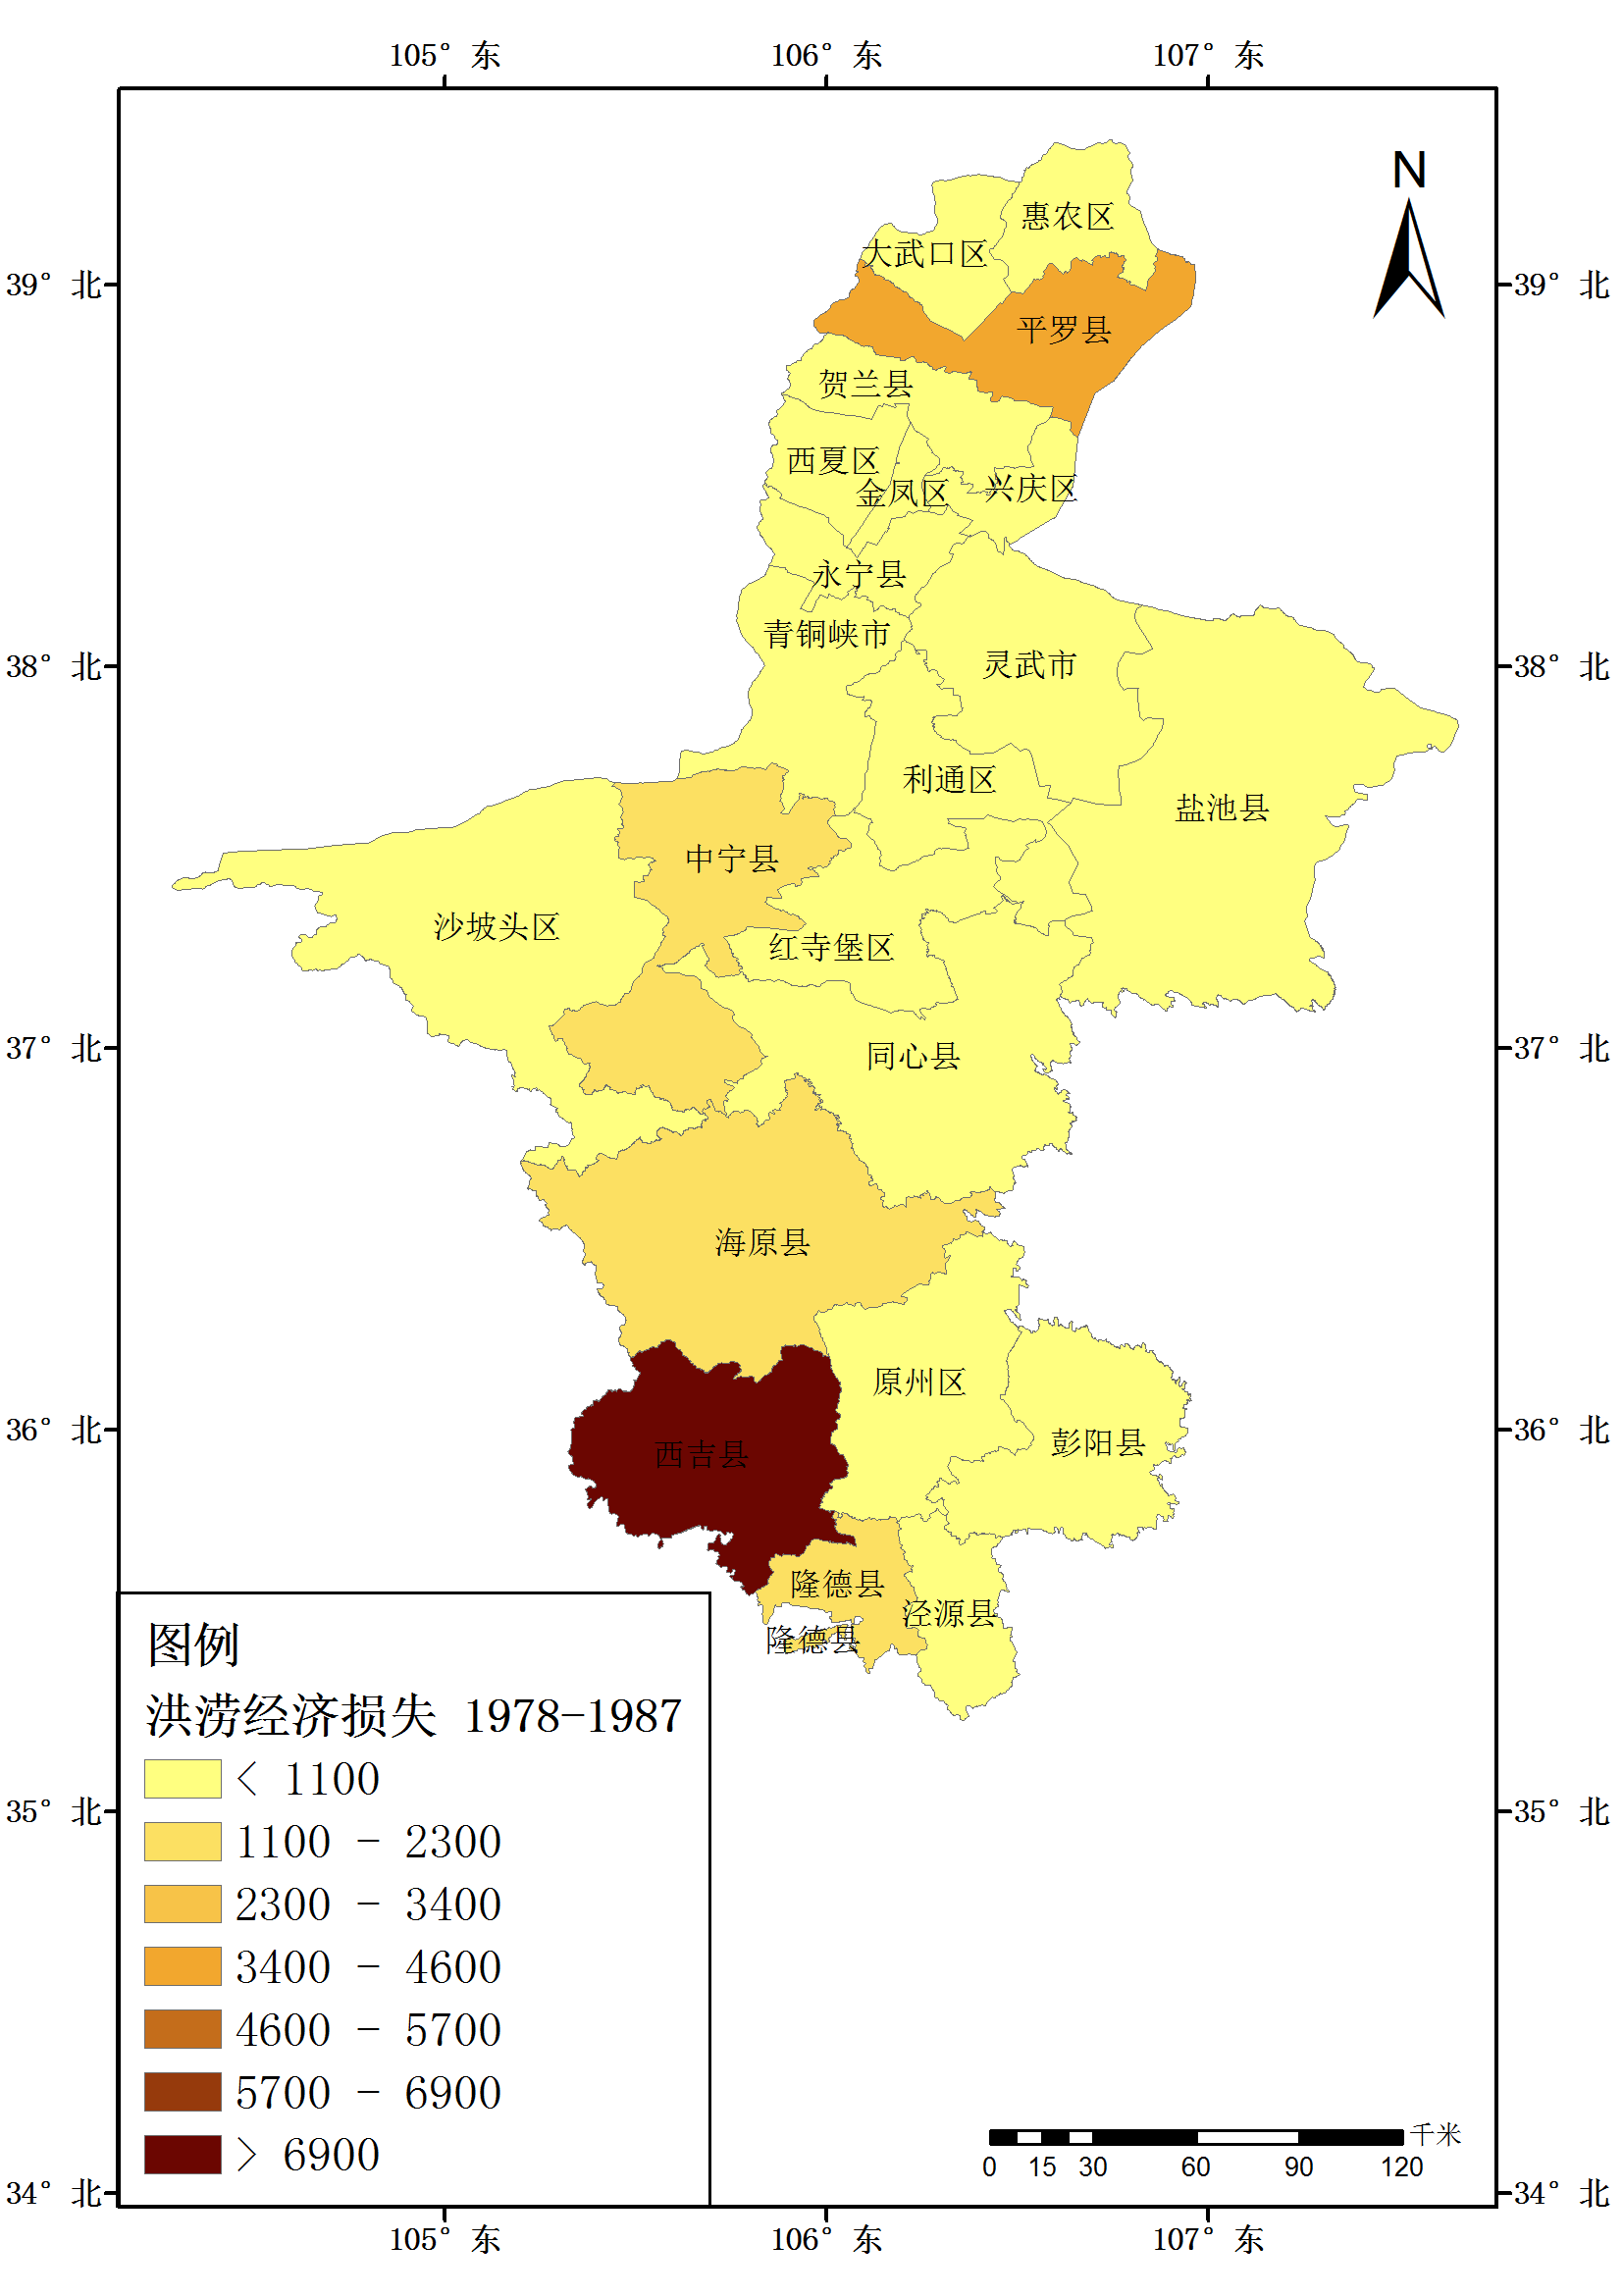 105° 东 106° 东 107° 东
N
惠农区
大武口区
39° 北 39° 北
平罗县
贺兰县
西夏区
金凤区 兴庆区
永宁县
青铜峡市
38° 北 灵武市 38° 北
利通区
盐池县
中宁县
沙坡头区
红寺堡区
37° 北 同心县 37° 北
海原县
原州区
36° 北 彭阳县 36° 北
西吉县
隆德县
泾源县
隆德县
图例
洪涝经济损失 1978-1987
< 1100
1100 - 2300
35° 北 35° 北
2300 - 3400
3400 - 4600
4600 - 5700
5700 - 6900
> 6900
千米
0 15 30 60 90 120
34° 北 34° 北
105° 东 106° 东 107° 东